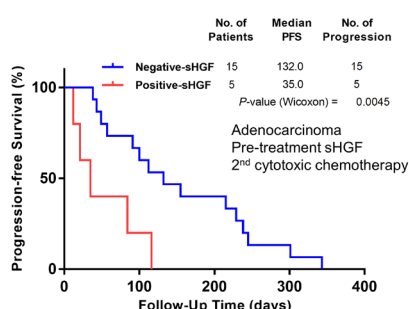 No. of Median No. of
Patients PFS Progression
Negative-sHGF 15 132.0 15
Positive-sHGF 5 35.0 5
P-value (Wicoxon) = 0.0045
Adenocarcinoma
Pre-treatment sHGF
2nd cytotoxic chemotherapy
Progression-free Survival (%)
100
50
0
0 100 200 300 400
Follow-Up Time (days)